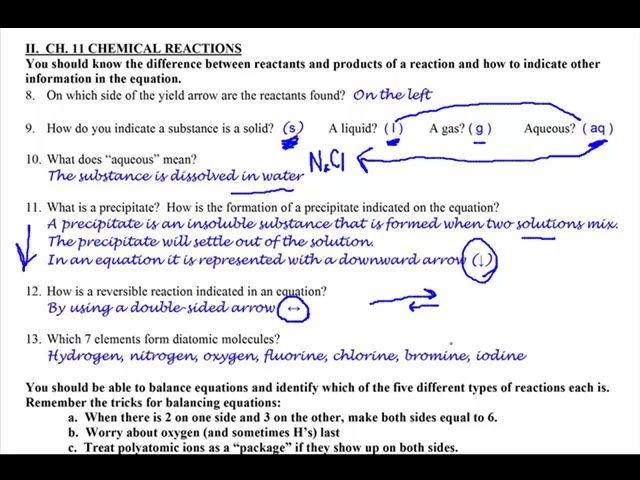 II. CH. 11 CHEMICAL REACTIONS
You should know the difference between reactants and products of a reaction and how to indicate other
information in the equation.
8. On which side of the yield arrow are the reactants found? On the left
9. How do you indicate a substance is a solid? (s) A liquid? (l) A gas? (g) Aqueous? (aq)
10. What does “aqueous” mean? NaCl
The substance is dissolved in water
11. What is a precipitate? How is the formation of a precipitate indicated on the equation?
A precipitate is an insoluble substance that is formed when two solutions mix.
The precipitate will settle out of the solution.
In an equation it is represented with a downward arrow (↓)
12. How is a reversible reaction indicated in an equation?
By using a double-sided arrow ↔
13. Which 7 elements form diatomic molecules?
Hydrogen, nitrogen, oxygen, fluorine, chlorine, bromine, iodine
You should be able to balance equations and identify which of the five different types of reactions each is.
Remember the tricks for balancing equations:
a. When there is 2 on one side and 3 on the other, make both sides equal to 6.
b. Worry about oxygen (and sometimes H's) last
c. Treat polyatomic ions as a “package” if they show up on both sides.